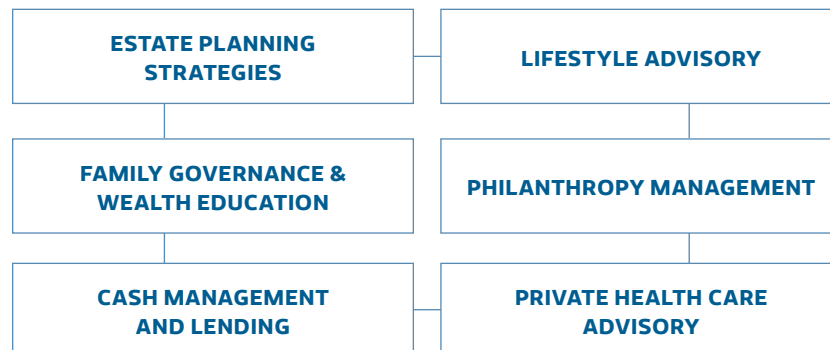 ESTATE PLANNING
STRATEGIES
LIFESTYLE ADVISORY
FAMILY GOVERNANCE &
WEALTH EDUCATION
PHILANTHROPY MANAGEMENT
CASH MANAGEMENT
AND LENDING
PRIVATE HEALTH CARE
ADVISORY